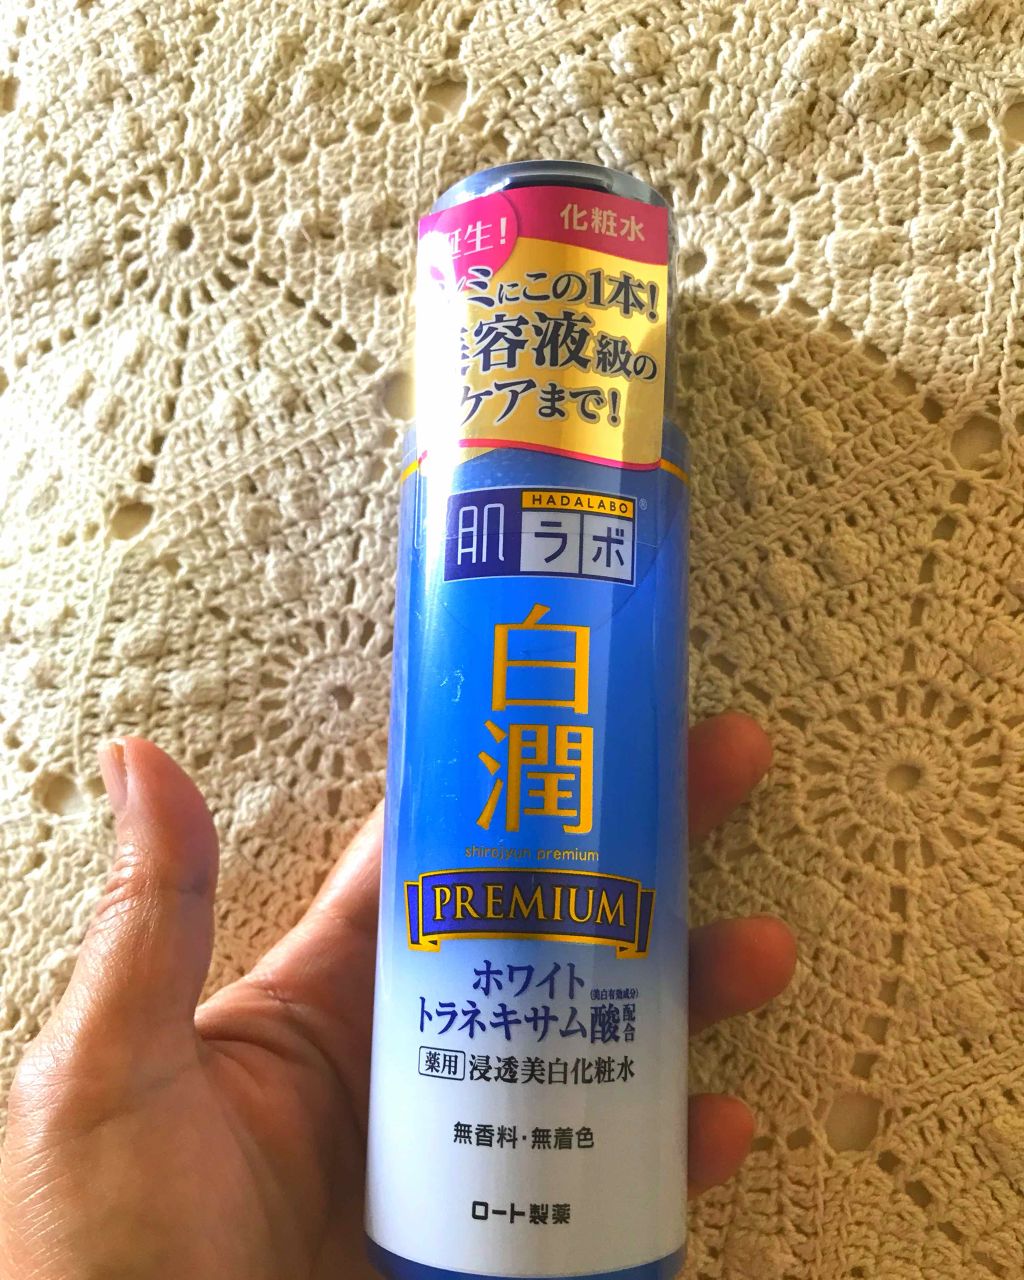 化粧水
生!
ミにこの1本!
容液級の
ケアまで!
HADALABO®
肌ラボ
白潤
shirojyun premium
PREMIUM
ホワイト
(美白有効成分)
トラネキサム酸配合
薬用 浸透美白化粧水
無香料・無着色
ロート製薬